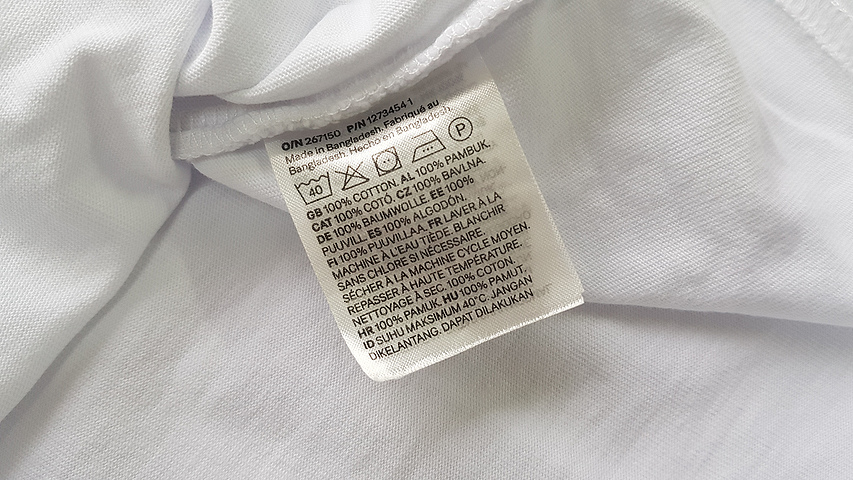 O/N 267150 P/N 1273454 1
Made in Bangladesh. Fabriqué au
Bangladesh. Hecho en Bangladesh.
40 P
GB 100% COTTON. AL 100% PAMBUK.
CAT 100% COTÓ. CZ 100% BAVLNA.
DE 100% BAUMWOLLE. EE 100%
PUUVILL. ES 100% ALGODÓN.
FI 100% PUUVILLAA. FR LAVER À LA
MACHINE À L'EAU TIÈDE. BLANCHIR
SANS CHLORE SI NÉCESSAIRE.
SÉCHER À LA MACHINE CYCLE MOYEN.
REPASSER À HAUTE TEMPÉRATURE.
NETTOYAGE À SEC. 100% COTON.
HR 100% PAMUK. HU 100% PAMUT.
ID SUHU MAKSIMUM 40°C. JANGAN
DIKELANTANG. DAPAT DILAKUKAN